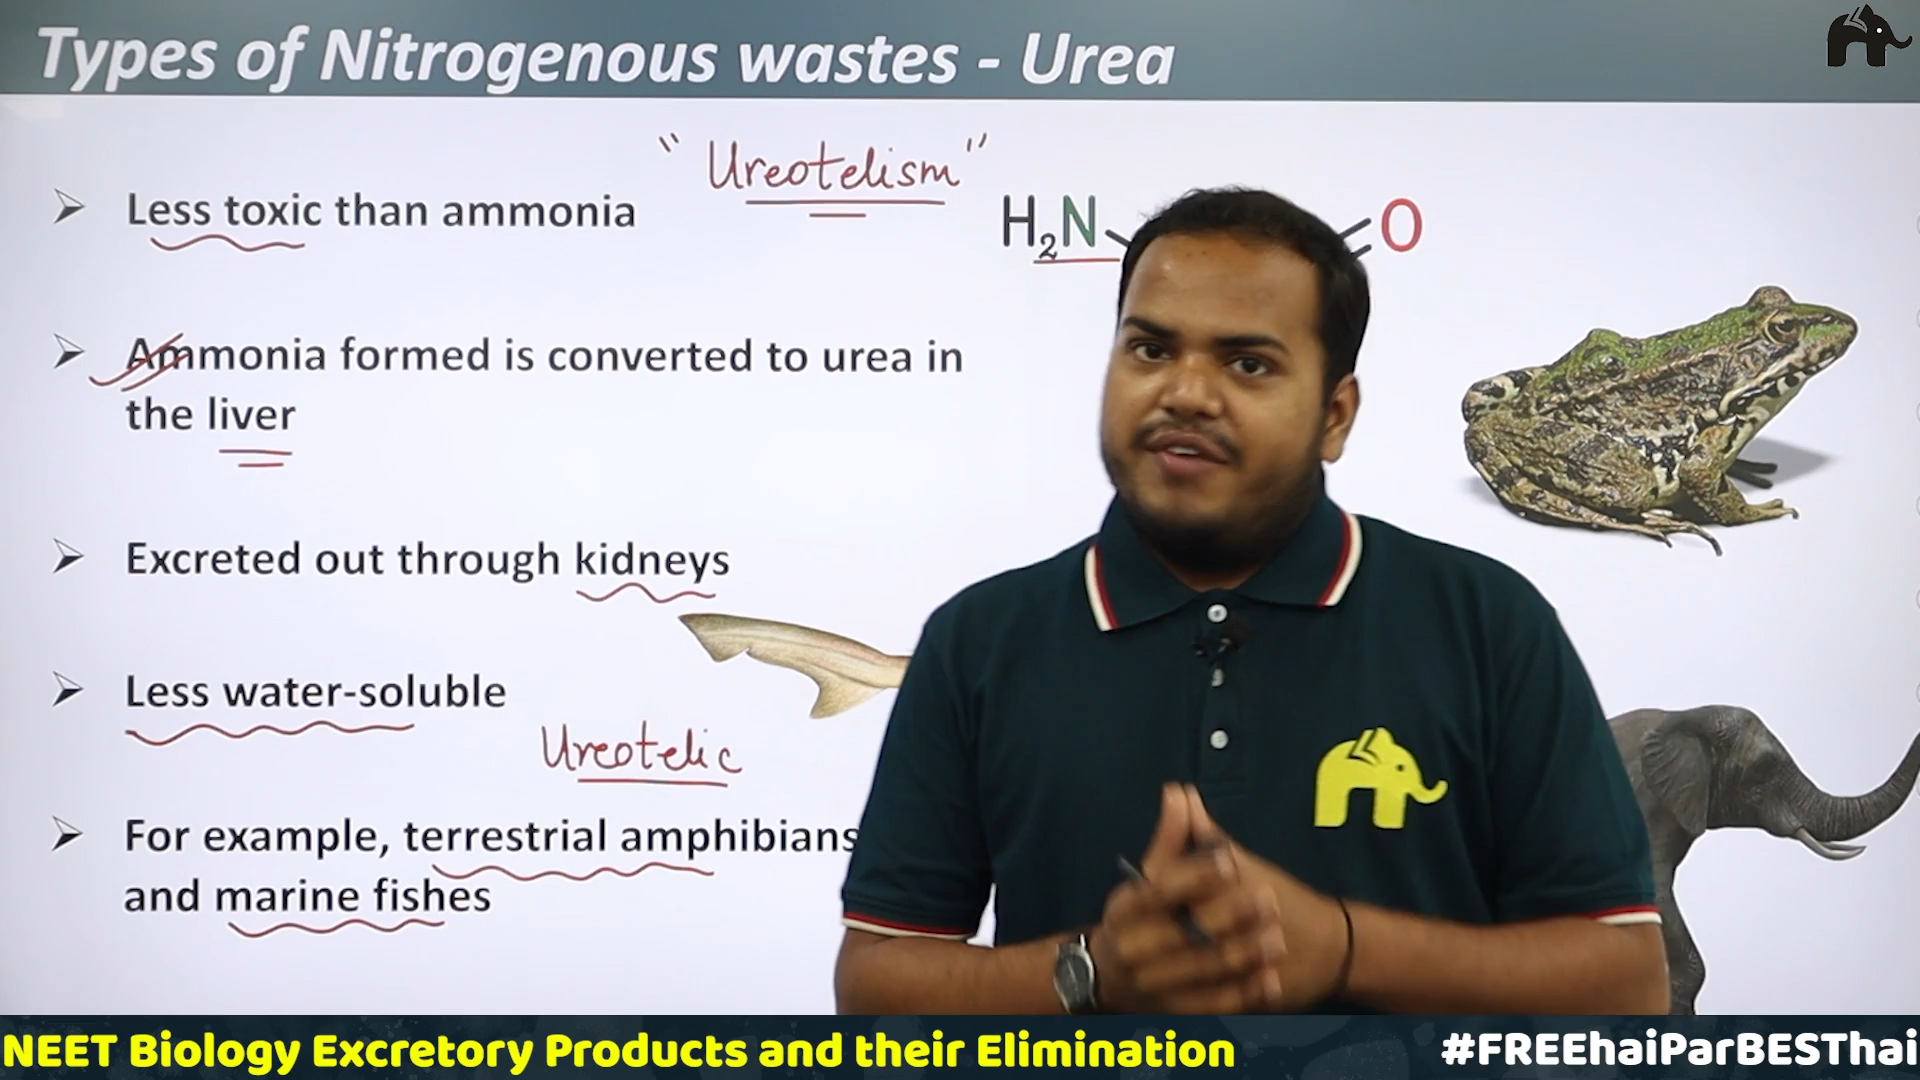 Types of Nitrogenous wastes - Urea
"Ureotelism"
Less toxic than ammonia
H₂N
O
Ammonia formed is converted to urea in
the liver
Excreted out through kidneys
Less water-soluble
Ureotelic
For example, terrestrial amphibians
and marine fishes
NEET Biology Excretory Products and their Elimination
#FREEhaiParBESThai